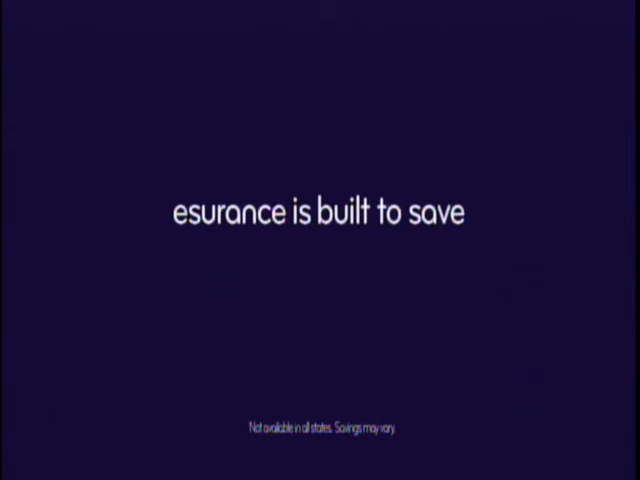 esurance is built to save
Not available in all states. Savings may vary.